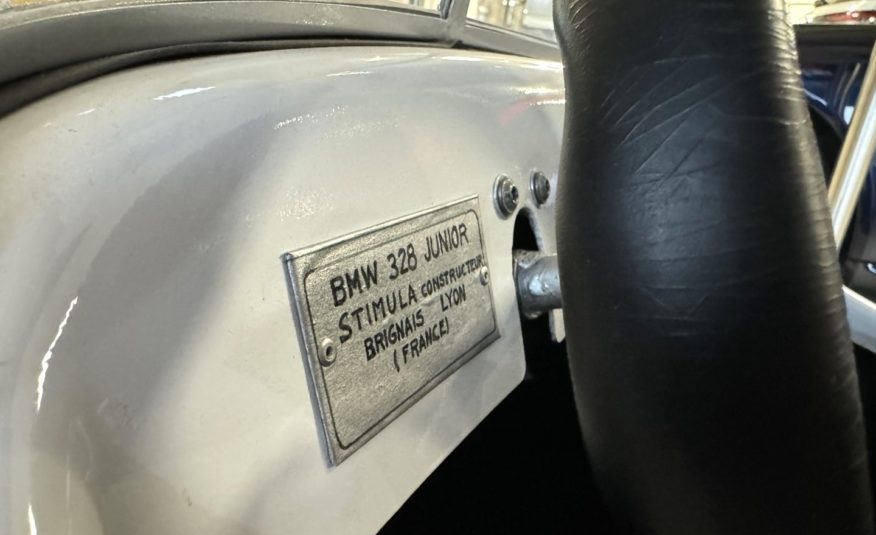 BMW 328 JUNIOR
STIMULA CONSTRUCTEUR
BRIGNAIS LYON
(FRANCE)